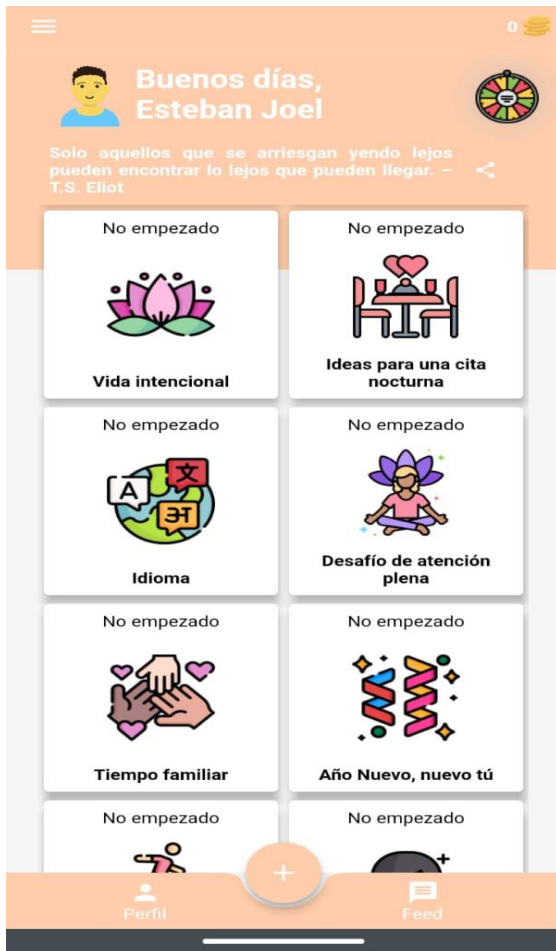 0
Buenos días,
Esteban Joel
Solo aquellos que se arriesgan yendo lejos
pueden encontrar lo lejos que pueden llegar. –
T.S. Eliot
No empezado
No empezado
Vida intencional
Ideas para una cita
nocturna
No empezado
No empezado
A
文
अ
Idioma
Desafío de atención
plena
No empezado
No empezado
Tiempo familiar
Año Nuevo, nuevo tú
No empezado
No empezado
+
Perfil
Feed